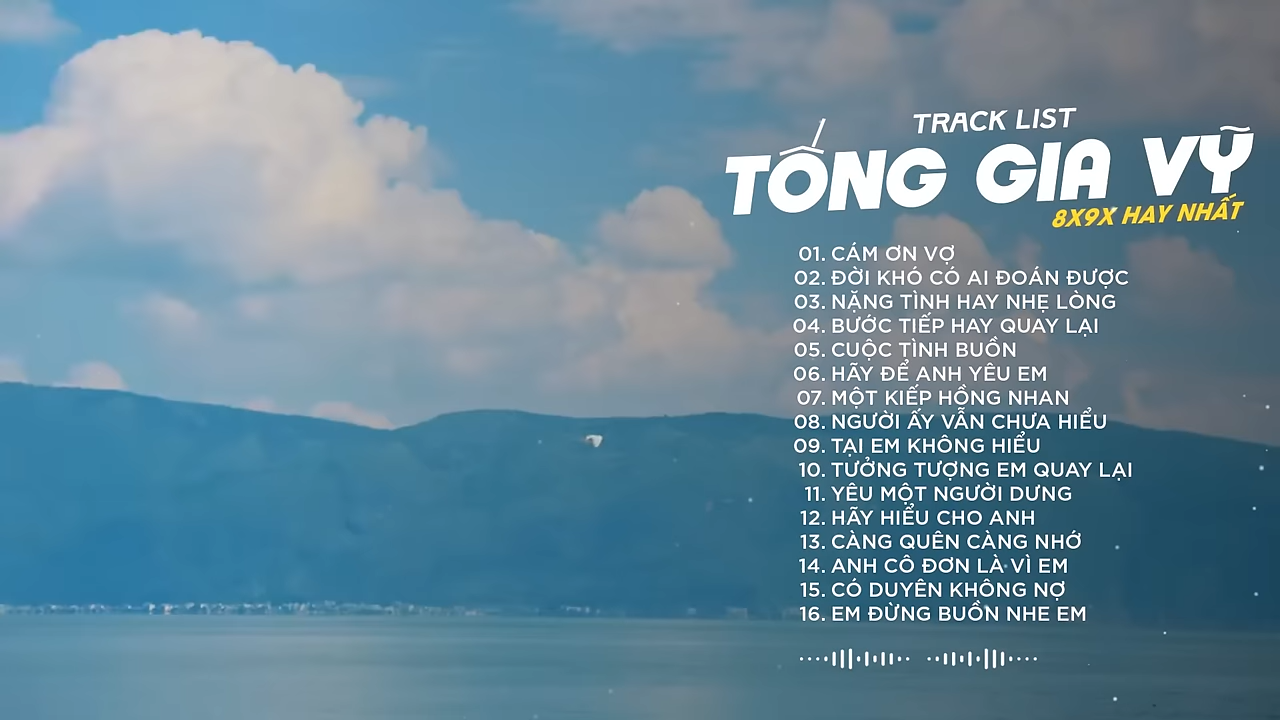 TRACK LIST
TỐNG GIA VỸ
8X9X HAY NHẤT
01. CÁM ƠN VỢ
02. ĐỜI KHÓ CÓ AI ĐOÁN ĐƯỢC
03. NẶNG TÌNH HAY NHẸ LÒNG
04. BƯỚC TIẾP HAY QUAY LẠI
05. CUỘC TÌNH BUỒN
06. HÃY ĐỂ ANH YÊU EM
07. MỘT KIẾP HỒNG NHAN
08. NGƯỜI ẤY VẪN CHƯA HIỂU
09. TẠI EM KHÔNG HIỂU
10. TƯỞNG TƯỢNG EM QUAY LẠI
11. YÊU MỘT NGƯỜI DƯNG
12. HÃY HIỂU CHO ANH
13. CÀNG QUÊN CÀNG NHỚ
14. ANH CÔ ĐƠN LÀ VÌ EM
15. CÓ DUYÊN KHÔNG NỢ
16. EM ĐỪNG BUỒN NHE EM